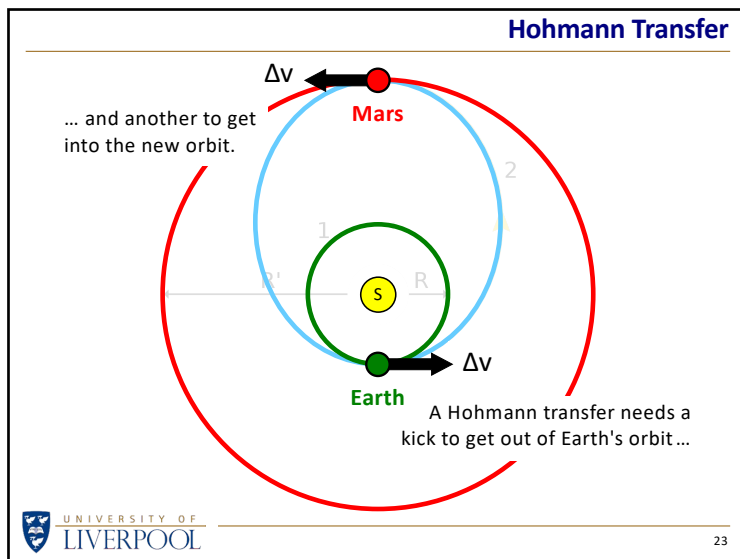 Hohmann Transfer
Δv
Mars
… and another to get
into the new orbit.
2
1
R'
S
R
Δv
Earth
A Hohmann transfer needs a
kick to get out of Earth's orbit …
UNIVERSITY OF
LIVERPOOL
23